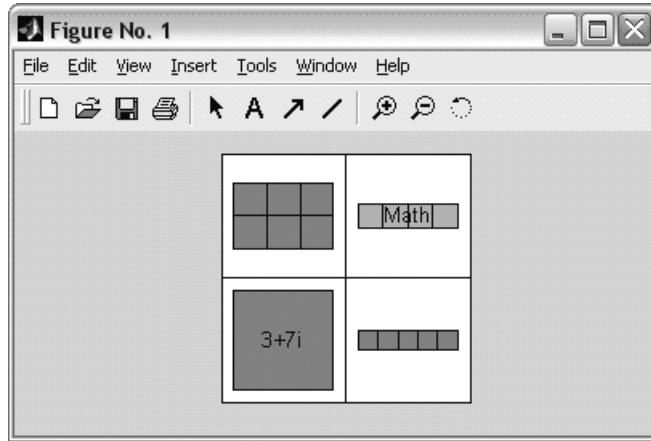 Figure No. 1
File Edit View Insert Tools Window Help
A
Math
3+7i